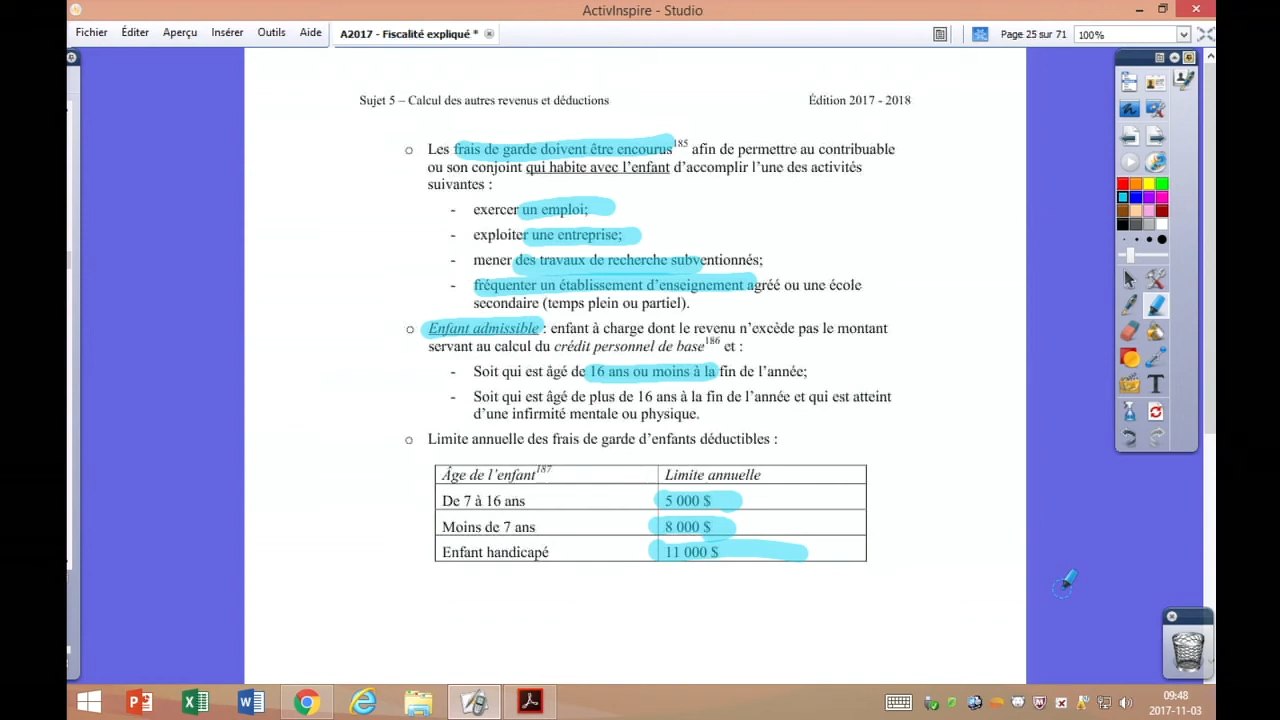 ActivInspire - Studio
Fichier Éditer Aperçu Insérer Outils Aide A2017 - Fiscalité expliqué * Page 25 sur 71 100%
Sujet 5 – Calcul des autres revenus et déductions Édition 2017 - 2018
o Les frais de garde doivent être encourus185 afin de permettre au contribuable
ou son conjoint qui habite avec l'enfant d'accomplir l'une des activités
suivantes :
- exercer un emploi;
- exploiter une entreprise;
- mener des travaux de recherche subventionnés;
- fréquenter un établissement d'enseignement agréé ou une école
secondaire (temps plein ou partiel).
o Enfant admissible : enfant à charge dont le revenu n'excède pas le montant
servant au calcul du crédit personnel de base186 et :
- Soit qui est âgé de 16 ans ou moins à la fin de l'année;
- Soit qui est âgé de plus de 16 ans à la fin de l'année et qui est atteint
d'une infirmité mentale ou physique.
o Limite annuelle des frais de garde d'enfants déductibles :
Âge de l'enfant187 Limite annuelle
De 7 à 16 ans 5 000 $
Moins de 7 ans 8 000 $
Enfant handicapé 11 000 $
09:48
2017-11-03